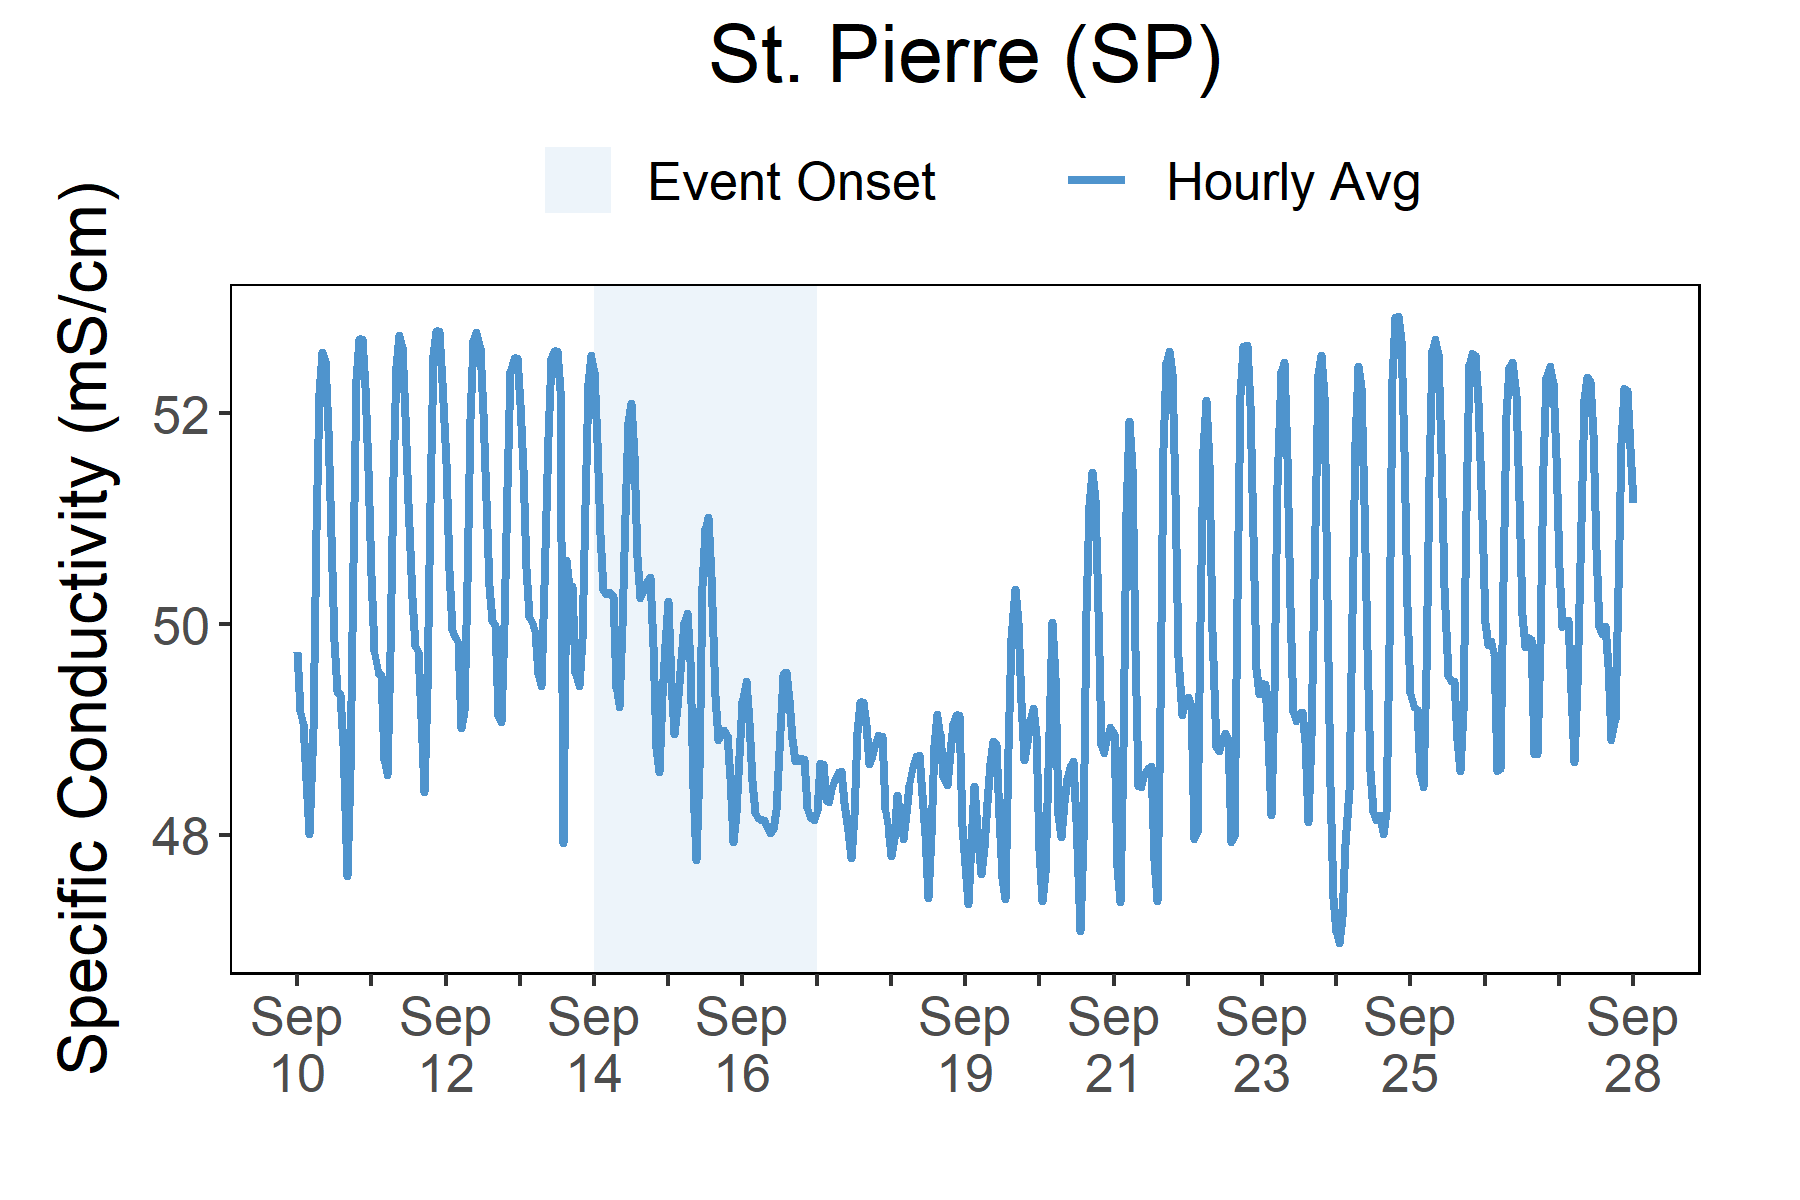 St. Pierre (SP)
Event Onset
Hourly Avg
Specific Conductivity (mS/cm)
52
50
48
Sep 10
Sep 12
Sep 14
Sep 16
Sep 19
Sep 21
Sep 23
Sep 25
Sep 28